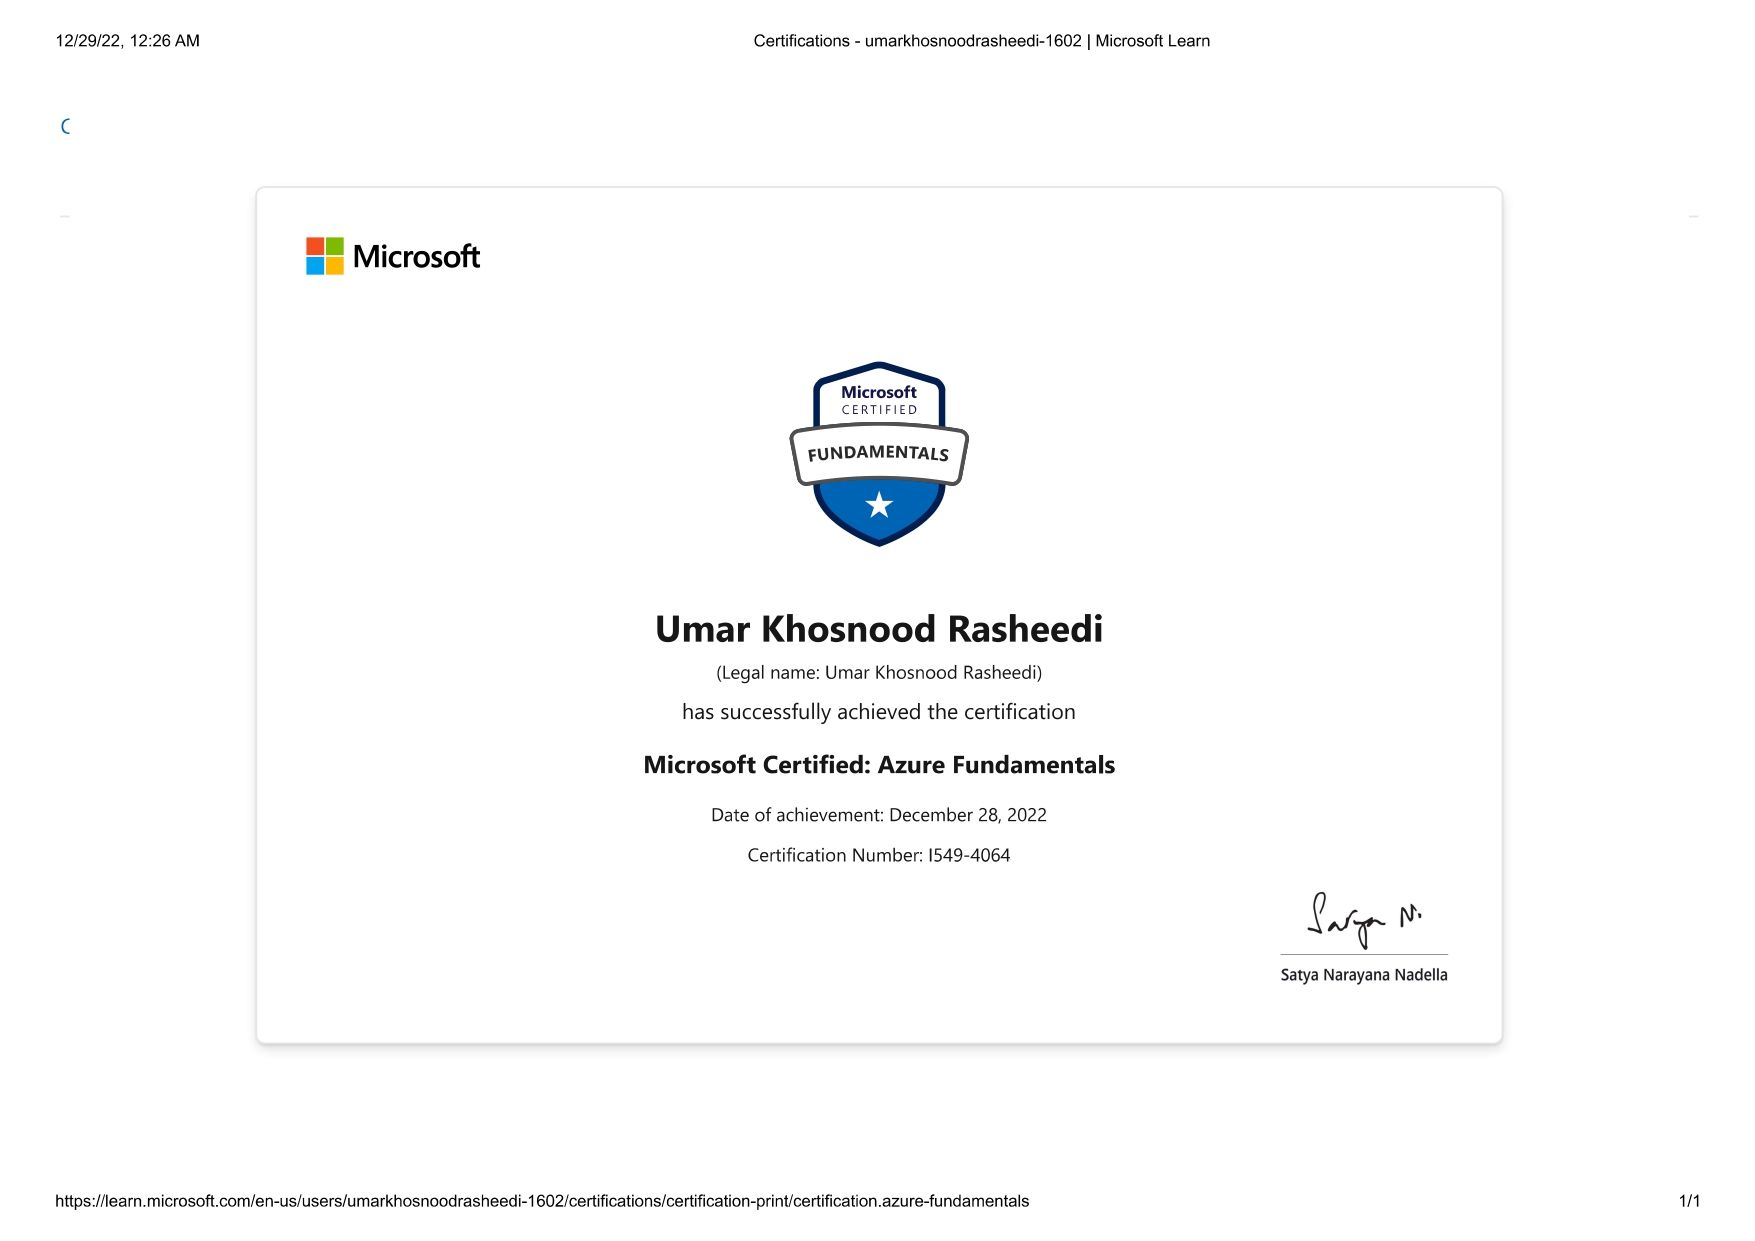 12/29/22, 12:26 AM
Certifications - umarkhosnoodrasheedi-1602 | Microsoft Learn
Microsoft
Microsoft
CERTIFIED
FUNDAMENTALS
Umar Khosnood Rasheedi
(Legal name: Umar Khosnood Rasheedi)
has successfully achieved the certification
Microsoft Certified: Azure Fundamentals
Date of achievement: December 28, 2022
Certification Number: I549-4064
Satya N.
Satya Narayana Nadella
https://learn.microsoft.com/en-us/users/umarkhosnoodrasheedi-1602/certifications/certification-print/certification.azure-fundamentals
1/1